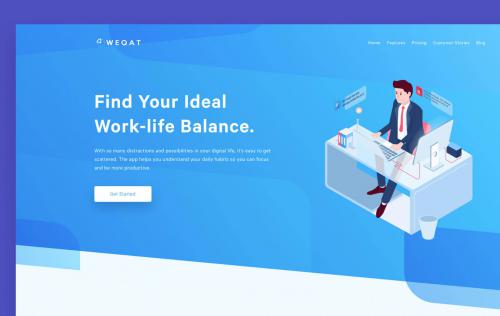 WEQAT
Home Features Pricing Customer Stories Blog
Find Your Ideal
Work-life Balance.
With so many distractions and possibilities in your digital life, it's easy to get
scattered. The app helps you understand your daily habits so you can focus
and be more productive.
Get Started